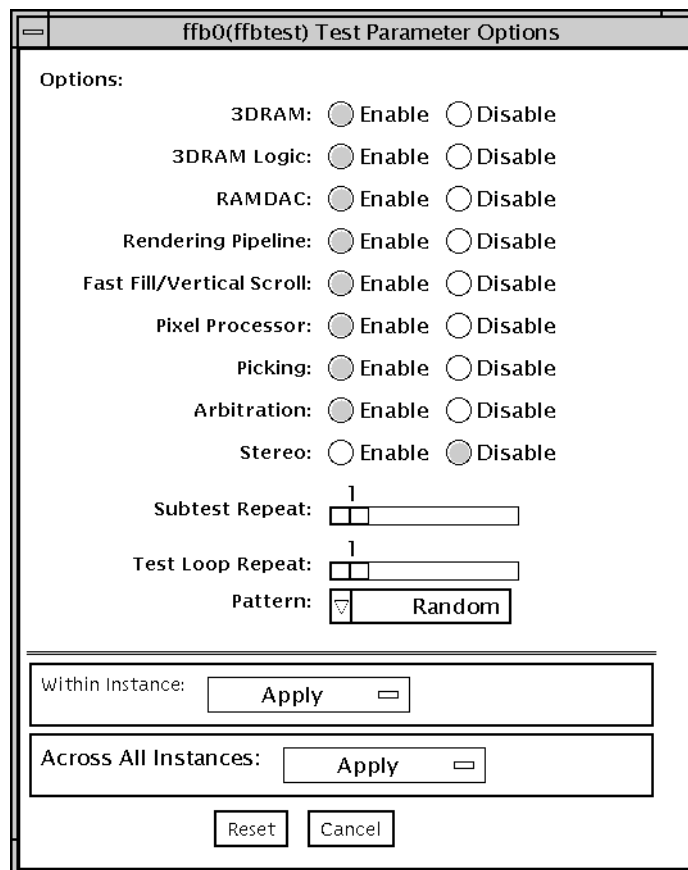 ffb0(ffbtest) Test Parameter Options
Options:
3DRAM: Enable Disable
3DRAM Logic: Enable Disable
RAMDAC: Enable Disable
Rendering Pipeline: Enable Disable
Fast Fill/Vertical Scroll: Enable Disable
Pixel Processor: Enable Disable
Picking: Enable Disable
Arbitration: Enable Disable
Stereo: Enable Disable
1
Subtest Repeat:
1
Test Loop Repeat:
Pattern: Random
Within Instance: Apply
Across All Instances: Apply
Reset Cancel